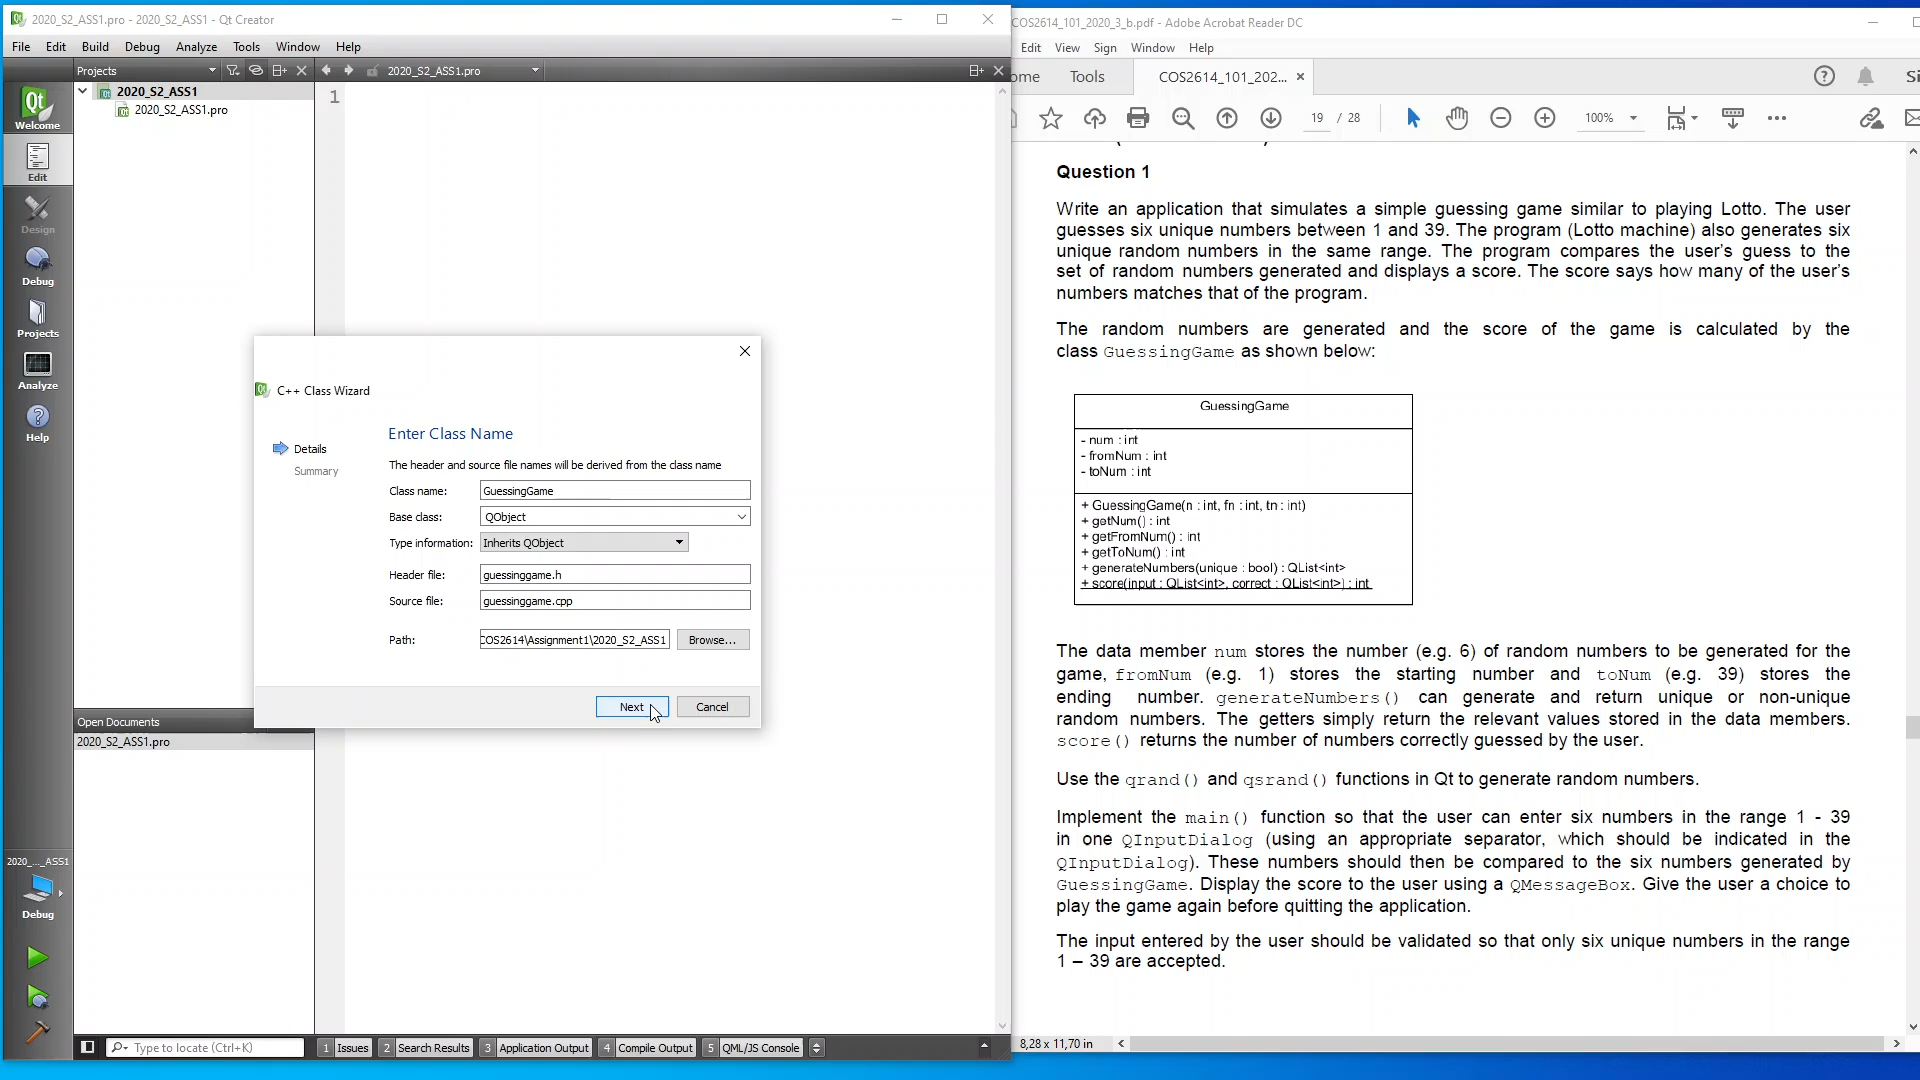 2020_S2_ASS1.pro - 2020_S2_ASS1 - Qt Creator
File Edit Build Debug Analyze Tools Window Help
Projects
2020_S2_ASS1.pro
2020_S2_ASS1
2020_S2_ASS1.pro
1
Welcome
Edit
Design
Debug
Projects
Analyze
Help
C++ Class Wizard
Details
Summary
Enter Class Name
The header and source file names will be derived from the class name
Class name: GuessingGame
Base class: QObject
Type information: Inherits QObject
Header file: guessinggame.h
Source file: guessinggame.cpp
Path: COS2614\Assignment1\2020_S2_ASS1 Browse...
Next Cancel
Open Documents
2020_S2_ASS1.pro
2020_..._ASS1
Debug
Type to locate (Ctrl+K)
1 Issues 2 Search Results 3 Application Output 4 Compile Output 5 QML/JS Console
COS2614_101_2020_3_b.pdf - Adobe Acrobat Reader DC
Edit View Sign Window Help
ome Tools COS2614_101_202... Si
19 / 28 100%
Question 1
Write an application that simulates a simple guessing game similar to playing Lotto. The user
guesses six unique numbers between 1 and 39. The program (Lotto machine) also generates six
unique random numbers in the same range. The program compares the user's guess to the
set of random numbers generated and displays a score. The score says how many of the user's
numbers matches that of the program.
The random numbers are generated and the score of the game is calculated by the
class GuessingGame as shown below:
GuessingGame
- num : int
- fromNum : int
- toNum : int
+ GuessingGame(n : int, fn : int, tn : int)
+ getNum() : int
+ getFromNum() : int
+ getToNum() : int
+ generateNumbers(unique : bool) : QList<int>
+ score(input : QList<int>, correct : QList<int>) : int
The data member num stores the number (e.g. 6) of random numbers to be generated for the
game, fromNum (e.g. 1) stores the starting number and toNum (e.g. 39) stores the
ending number. generateNumbers() can generate and return unique or non-unique
random numbers. The getters simply return the relevant values stored in the data members.
score() returns the number of numbers correctly guessed by the user.
Use the qrand() and qsrand() functions in Qt to generate random numbers.
Implement the main() function so that the user can enter six numbers in the range 1 - 39
in one QInputDialog (using an appropriate separator, which should be indicated in the
QInputDialog). These numbers should then be compared to the six numbers generated by
GuessingGame. Display the score to the user using a QMessageBox. Give the user a choice to
play the game again before quitting the application.
The input entered by the user should be validated so that only six unique numbers in the range
1 – 39 are accepted.
8,28 x 11,70 in